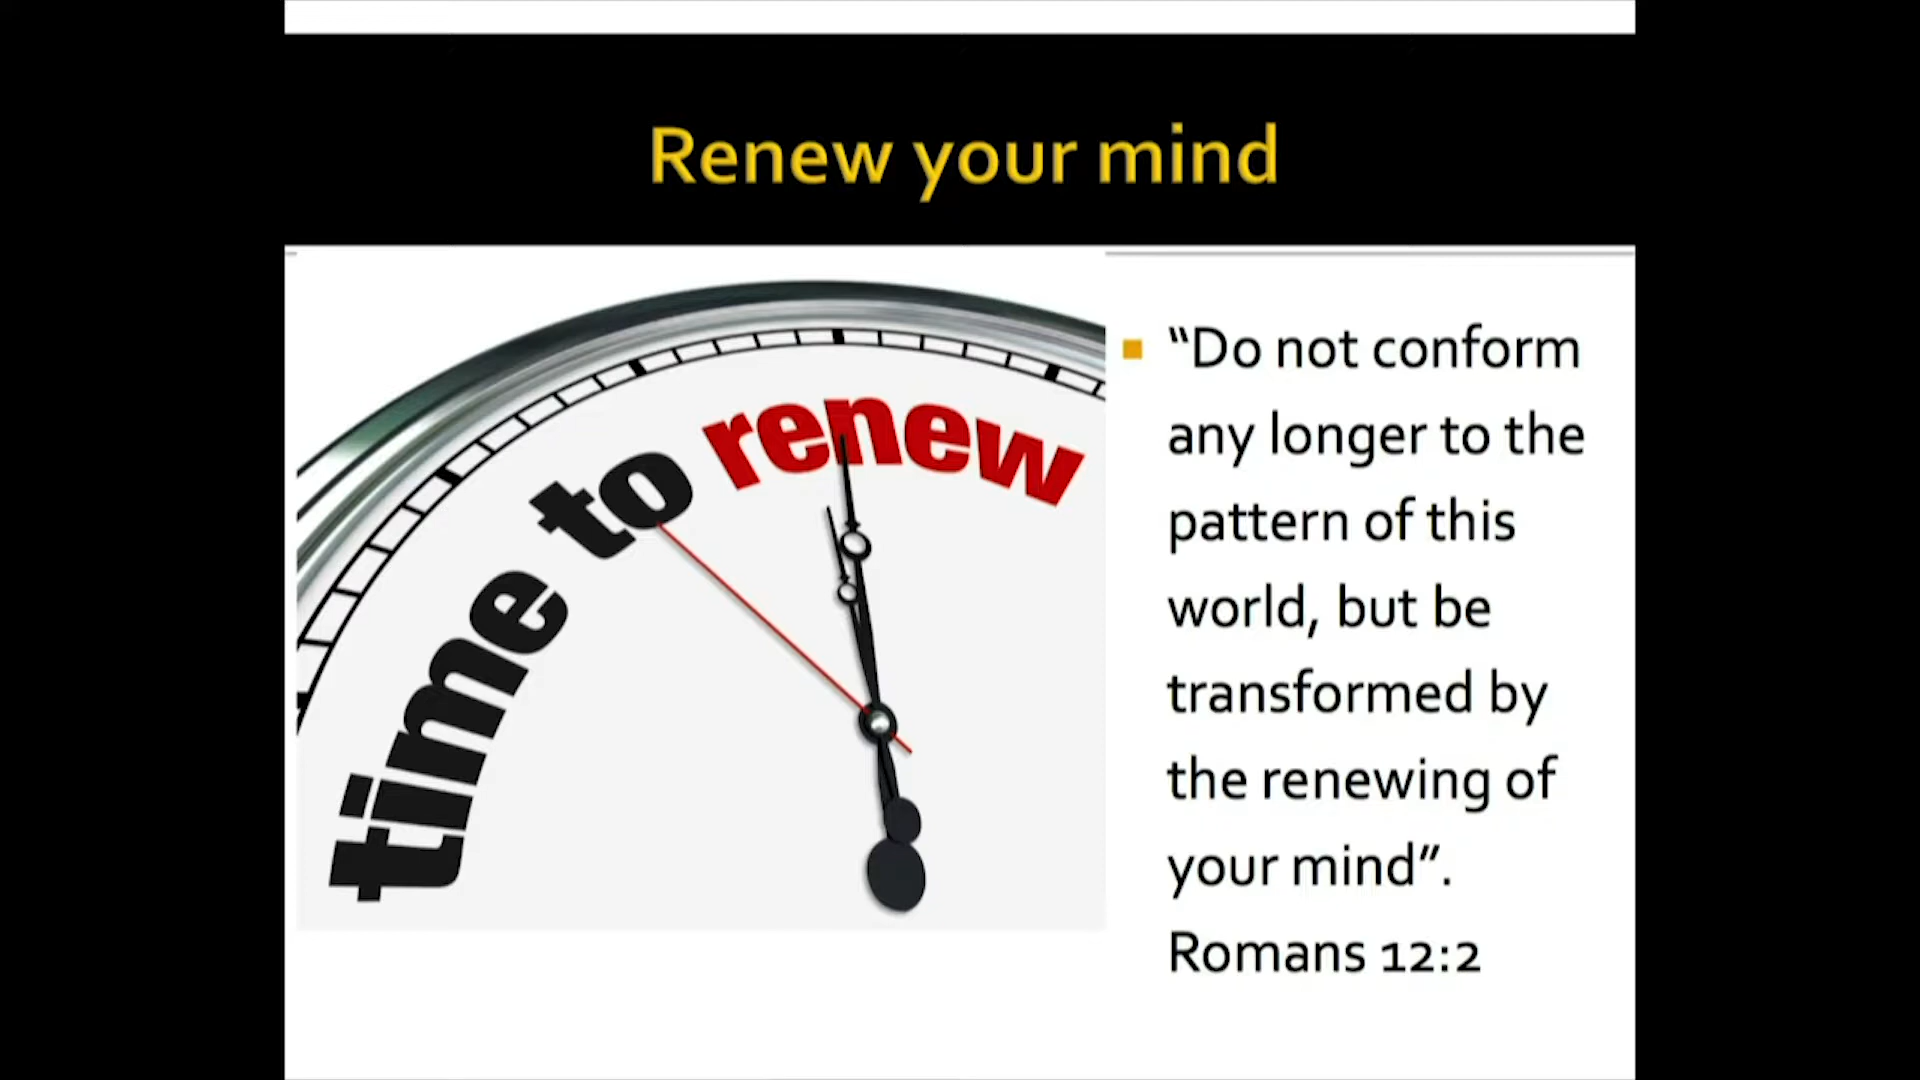 Renew your mind
time to renew
“Do not conform
any longer to the
pattern of this
world, but be
transformed by
the renewing of
your mind”.
Romans 12:2